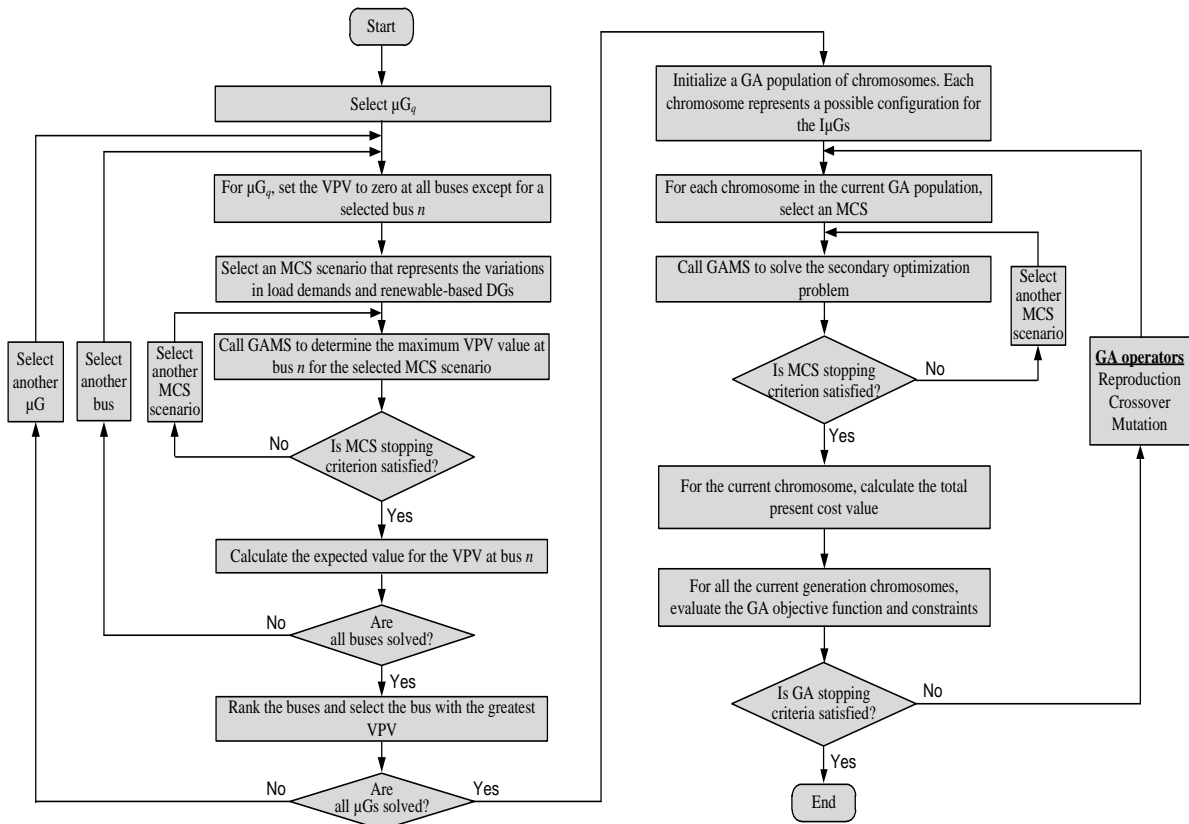 Start
Select μGq
For μGq, set the VPV to zero at all buses except for a
selected bus n
Select an MCS scenario that represents the variations
in load demands and renewable-based DGs
Call GAMS to determine the maximum VPV value at
bus n for the selected MCS scenario
Select
another
μG
Select
another
bus
Select
another
MCS
scenario
No
Is MCS stopping
criterion satisfied?
Yes
Calculate the expected value for the VPV at bus n
No
Are
all buses solved?
Yes
Rank the buses and select the bus with the greatest
VPV
No
Are
all μGs solved?
Yes
Initialize a GA population of chromosomes. Each
chromosome represents a possible configuration for
the IμGs
For each chromosome in the current GA population,
select an MCS
Call GAMS to solve the secondary optimization
problem
Select
another
MCS
scenario
Is MCS stopping
criterion satisfied?
No
Yes
GA operators
Reproduction
Crossover
Mutation
For the current chromosome, calculate the total
present cost value
For all the current generation chromosomes,
evaluate the GA objective function and constraints
Is GA stopping
criteria satisfied?
No
Yes
End